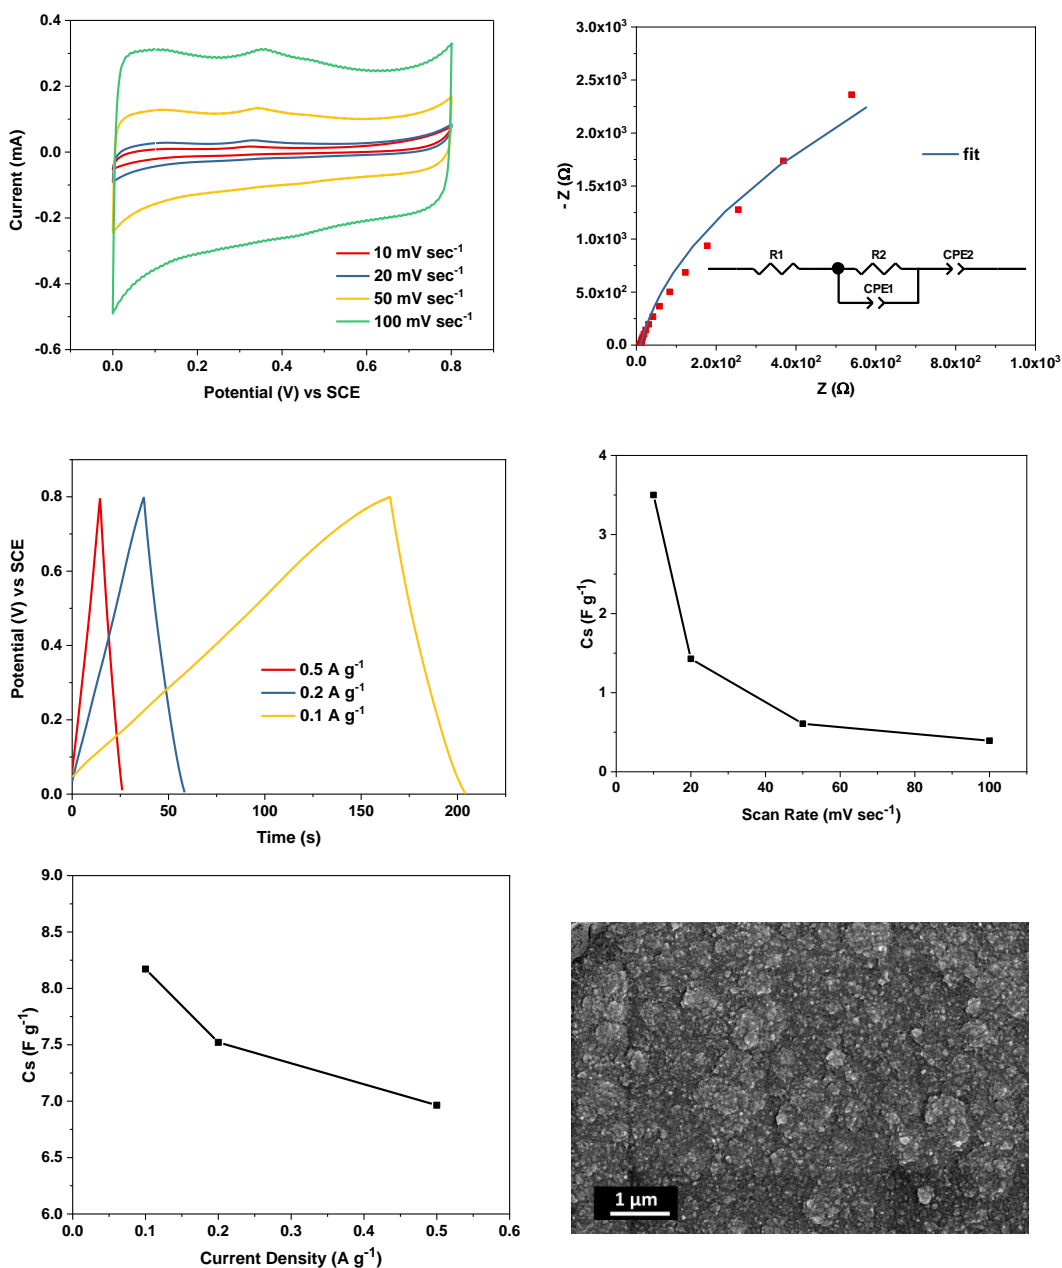 0.4
0.2
0.0
-0.2
-0.4
-0.6
Current (mA)
10 mV sec⁻¹
20 mV sec⁻¹
50 mV sec⁻¹
100 mV sec⁻¹
0.0 0.2 0.4 0.6 0.8
Potential (V) vs SCE
3.0x10³
2.5x10³
2.0x10³
1.5x10³
1.0x10³
5.0x10²
0.0
- Z (Ω)
fit
R1 R2 CPE2
CPE1
0.0 2.0x10² 4.0x10² 6.0x10² 8.0x10² 1.0x10³
Z (Ω)
0.8
0.6
0.4
0.2
0.0
Potential (V) vs SCE
0.5 A g⁻¹
0.2 A g⁻¹
0.1 A g⁻¹
0 50 100 150 200
Time (s)
4
3
2
1
0
Cs (F g⁻¹)
0 20 40 60 80 100
Scan Rate (mV sec⁻¹)
9.0
8.5
8.0
7.5
7.0
6.5
6.0
Cs (F g⁻¹)
0.0 0.1 0.2 0.3 0.4 0.5 0.6
Current Density (A g⁻¹)
1 µm